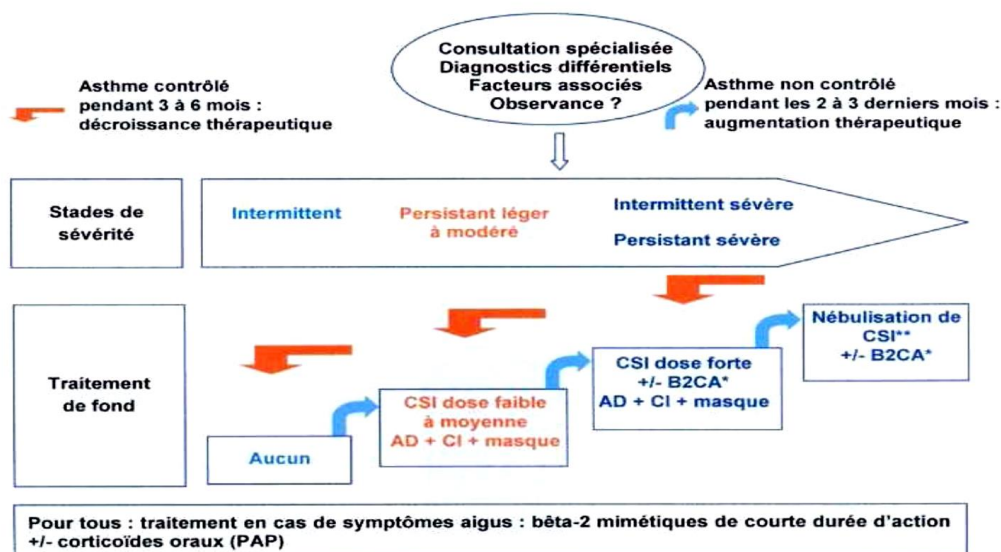 Consultation spécialisée
Diagnostics différentiels
Facteurs associés
Observance ?
Asthme contrôlé
pendant 3 à 6 mois :
décroissance thérapeutique
Asthme non contrôlé
pendant les 2 à 3 derniers mois :
augmentation thérapeutique
Stades de
sévérité
Intermittent
Persistant léger
à modéré
Intermittent sévère
Persistant sévère
Traitement
de fond
Aucun
CSI dose faible
à moyenne
AD + CI + masque
CSI dose forte
+/- B2CA*
AD + CI + masque
Nébulisation de
CSI**
+/- B2CA*
Pour tous : traitement en cas de symptômes aigus : bêta-2 mimétiques de courte durée d'action
+/- corticoïdes oraux (PAP)